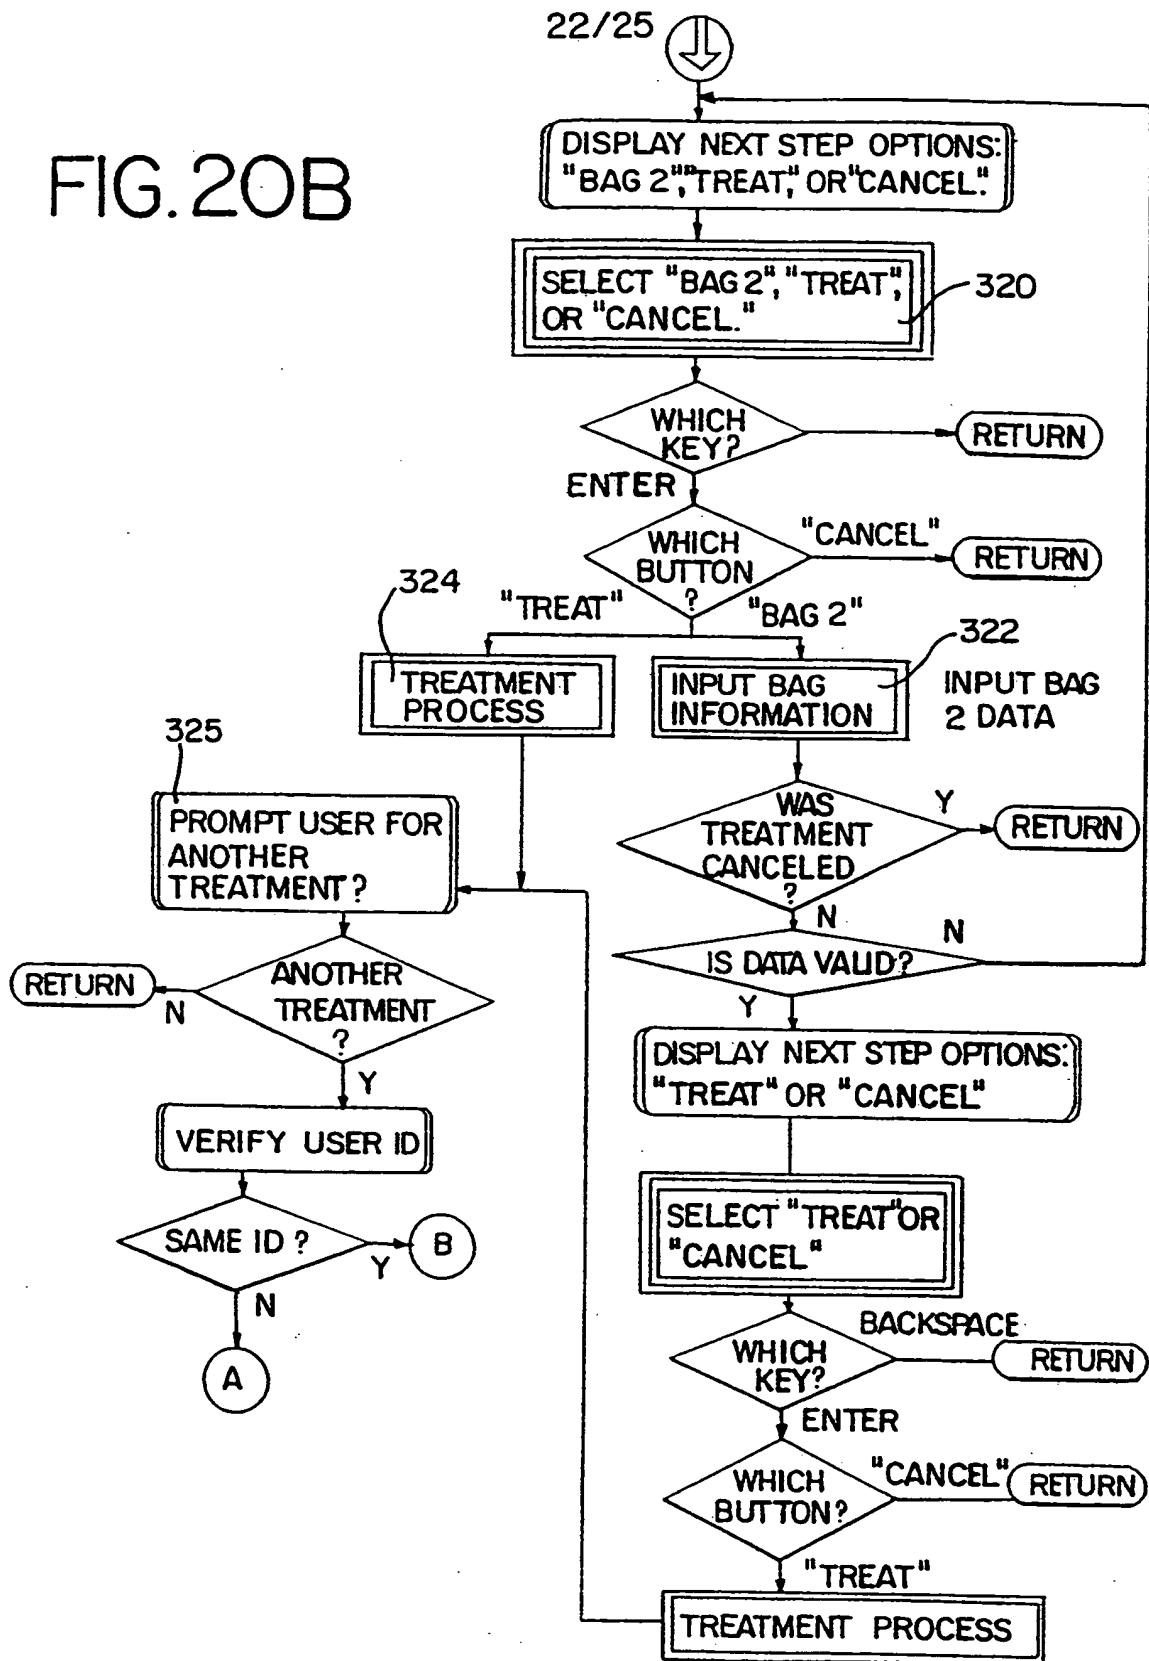 22/25
FIG. 20B
DISPLAY NEXT STEP OPTIONS:
"BAG 2","TREAT," OR "CANCEL."
SELECT "BAG 2", "TREAT",
OR "CANCEL."
320
WHICH
KEY?
RETURN
ENTER
WHICH
BUTTON
?
"CANCEL"
RETURN
"TREAT"
"BAG 2"
324
TREATMENT
PROCESS
322
INPUT BAG
INFORMATION
INPUT BAG
2 DATA
325
PROMPT USER FOR
ANOTHER
TREATMENT?
WAS
TREATMENT
CANCELED
?
Y
RETURN
N
IS DATA VALID?
N
Y
ANOTHER
TREATMENT
?
RETURN
N
Y
DISPLAY NEXT STEP OPTIONS:
"TREAT" OR "CANCEL"
VERIFY USER ID
SELECT "TREAT" OR
"CANCEL"
SAME ID?
Y
B
N
A
WHICH
KEY?
BACKSPACE
RETURN
ENTER
WHICH
BUTTON?
"CANCEL"
RETURN
"TREAT"
TREATMENT PROCESS